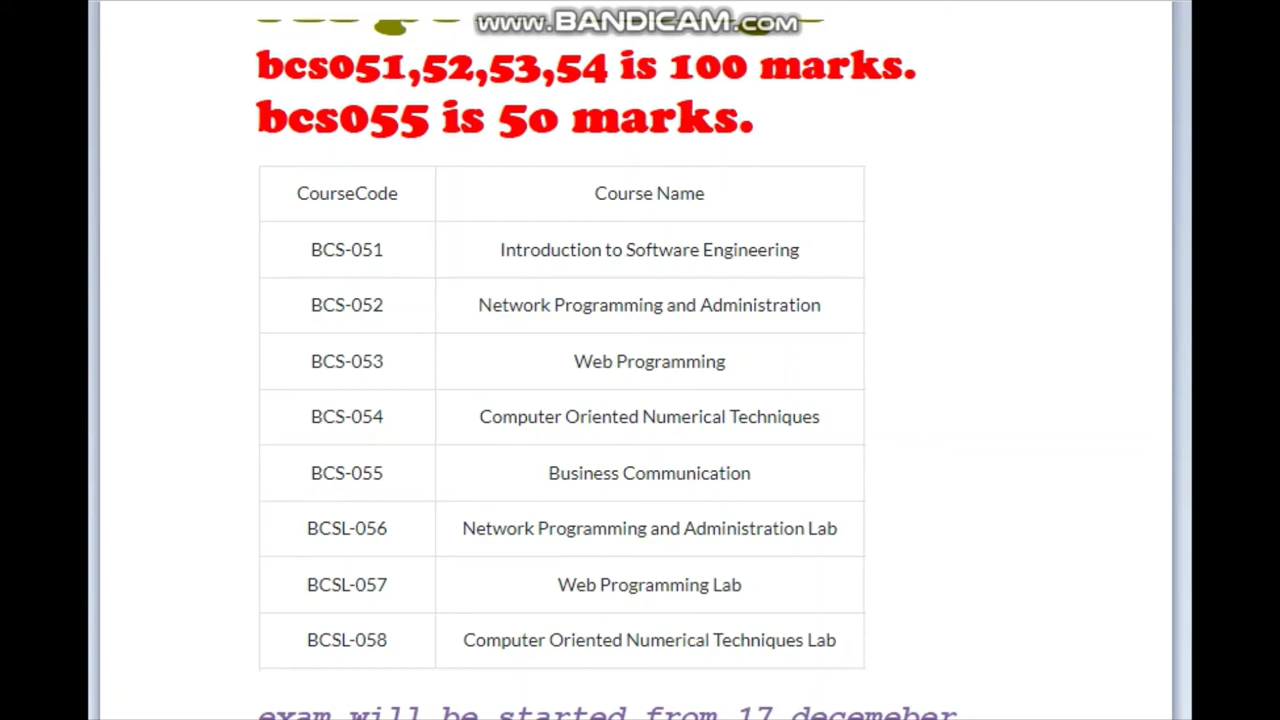 www.BANDICAM.com
bcs051,52,53,54 is 100 marks.
bcs055 is 50 marks.
CourseCode Course Name
BCS-051 Introduction to Software Engineering
BCS-052 Network Programming and Administration
BCS-053 Web Programming
BCS-054 Computer Oriented Numerical Techniques
BCS-055 Business Communication
BCSL-056 Network Programming and Administration Lab
BCSL-057 Web Programming Lab
BCSL-058 Computer Oriented Numerical Techniques Lab
exam will be started from 17 decemeber